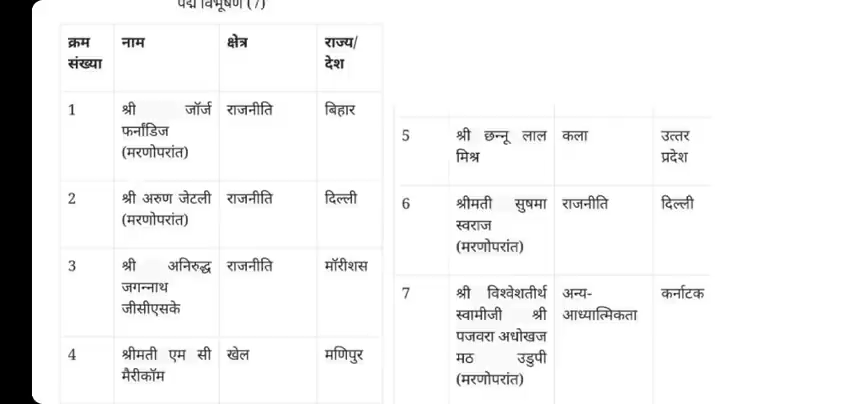 पद्म विभूषण (7)
क्रम नाम क्षेत्र राज्य/
संख्या देश
1 श्री जॉर्ज राजनीति बिहार
फर्नांडिज
(मरणोपरांत)
2 श्री अरुण जेटली राजनीति दिल्ली
(मरणोपरांत)
3 श्री अनिरुद्ध राजनीति मॉरीशस
जगन्नाथ
जीसीएसके
4 श्रीमती एम सी खेल मणिपुर
मैरीकॉम
5 श्री छन्नू लाल कला उत्तर
मिश्र प्रदेश
6 श्रीमती सुषमा राजनीति दिल्ली
स्वराज
(मरणोपरांत)
7 श्री विश्वेशतीर्थ अन्य- कर्नाटक
स्वामीजी श्री आध्यात्मिकता
पजवरा अधोखज
मठ उडुपी
(मरणोपरांत)